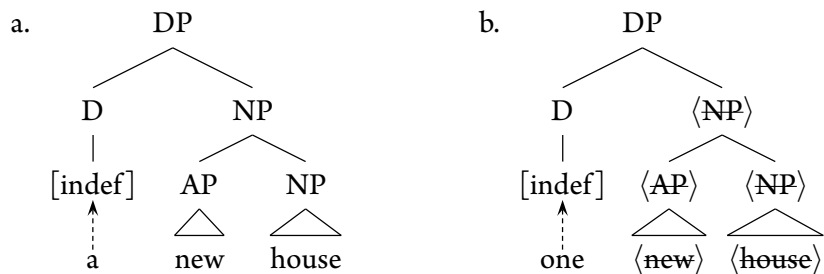 a. DP b. DP
D NP D ⟨NP⟩
[indef] AP NP [indef] ⟨AP⟩ ⟨NP⟩
a new house one ⟨new⟩ ⟨house⟩